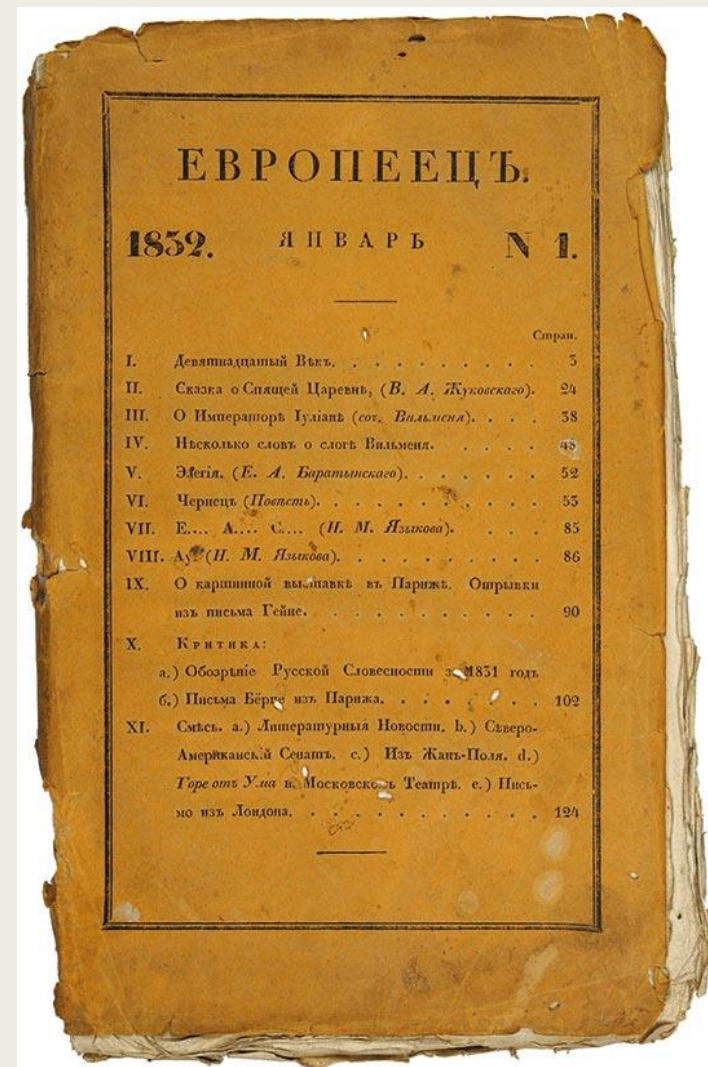 ЕВРОПЕЕЦЪ.
1832. ЯНВАРЬ N 1.
Стран.
I. Девятнадцатый Вѣкъ. . . . . . . . . . 3
II. Сказка о Спящей Царевнѣ, (В. А. Жуковскаго). 24
III. О Императорѣ Іуліанѣ (соч. Вильменя). . . . 38
IV. Нѣсколько словъ о слогѣ Вильменя. . . . . 48
V. Элегія. (Е. А. Баратынскаго). . . . . . . 52
VI. Чернецъ (Повѣсть). . . . . . . . . . . 53
VII. Е.... А.... С.... (Н. М. Языкова). . . . 85
VIII. Ау! (Н. М. Языкова). . . . . . . . . . 86
IX. О картинной выставкѣ въ Парижѣ. Отрывки
изъ письма Гейне. . . . . . . . . . . 90
X. Критика:
а.) Обозрѣніе Русской Словесности за 1831 годъ
б.) Письма Бёрне изъ Парижа. . . . . . . 102
XI. Смѣсь. a.) Литературныя Новости. b.) Сѣверо-
Американскій Сенатъ. c.) Изъ Жанъ-Поля. d.)
Горе отъ Ума на Московскомъ Театрѣ. e.) Пись-
мо изъ Лондона. . . . . . . . . . . . 124